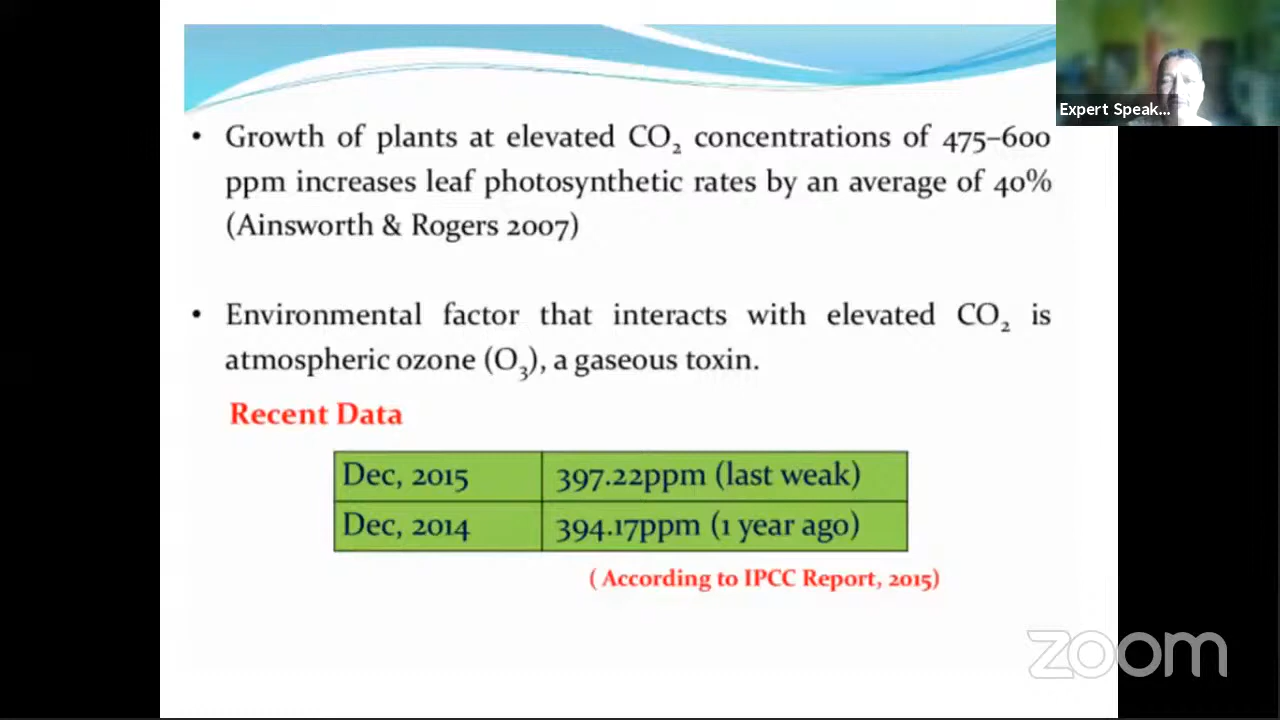 Expert Speak...
• Growth of plants at elevated CO₂ concentrations of 475–600
ppm increases leaf photosynthetic rates by an average of 40%
(Ainsworth & Rogers 2007)
• Environmental factor that interacts with elevated CO₂ is
atmospheric ozone (O₃), a gaseous toxin.
Recent Data
Dec, 2015 397.22ppm (last weak)
Dec, 2014 394.17ppm (1 year ago)
( According to IPCC Report, 2015)
zoom